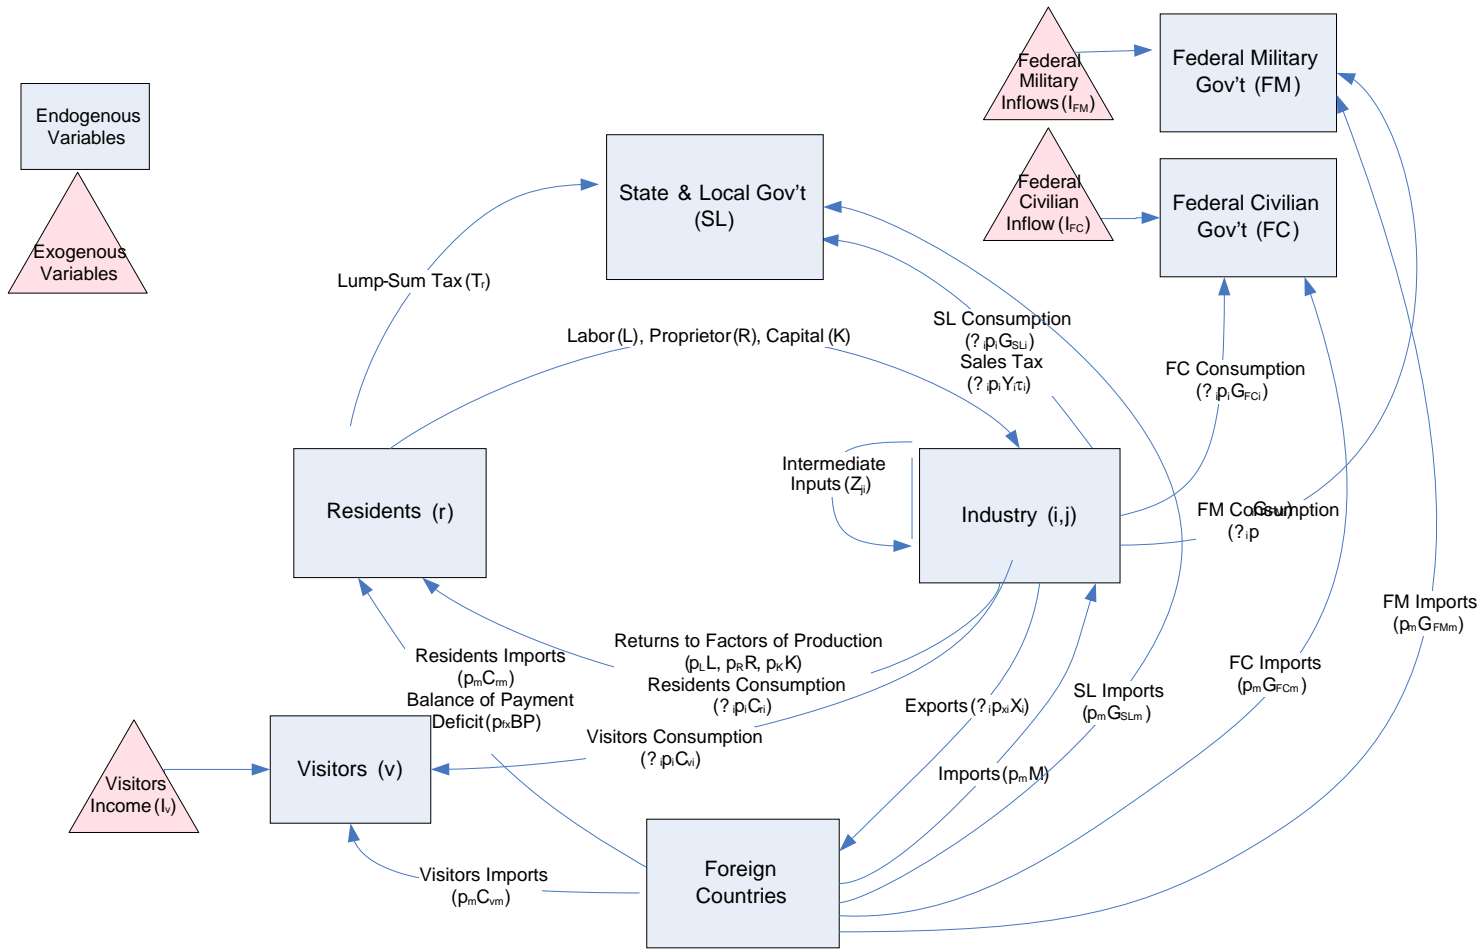 Endogenous
Variables
Exogenous
Variables
Federal
Military
Inflows (I_FM)
Federal Military
Gov't (FM)
Federal
Civilian
Inflow (I_FC)
Federal Civilian
Gov't (FC)
State & Local Gov't
(SL)
Lump-Sum Tax (Tr)
Labor (L), Proprietor (R), Capital (K)
SL Consumption
(?ipiGSLi)
Sales Tax
(?ipiYiτi)
FC Consumption
(?ipiGFCi)
Residents (r)
Intermediate
Inputs (Zji)
Industry (i,j)
FM Consumption
(?ip
FM Imports
(pmGFMm)
Returns to Factors of Production
(pLL, pRR, pKK)
Residents Consumption
(?ipiCri)
Residents Imports
(pmCrm)
Balance of Payment
Deficit (pfxBP)
FC Imports
(pmGFCm)
SL Imports
(pmGSLm)
Exports (?ipxiXi)
Visitors Consumption
(?ipiCvi)
Imports (pmM)
Visitors (v)
Visitors
Income (Iv)
Visitors Imports
(pmCvm)
Foreign
Countries